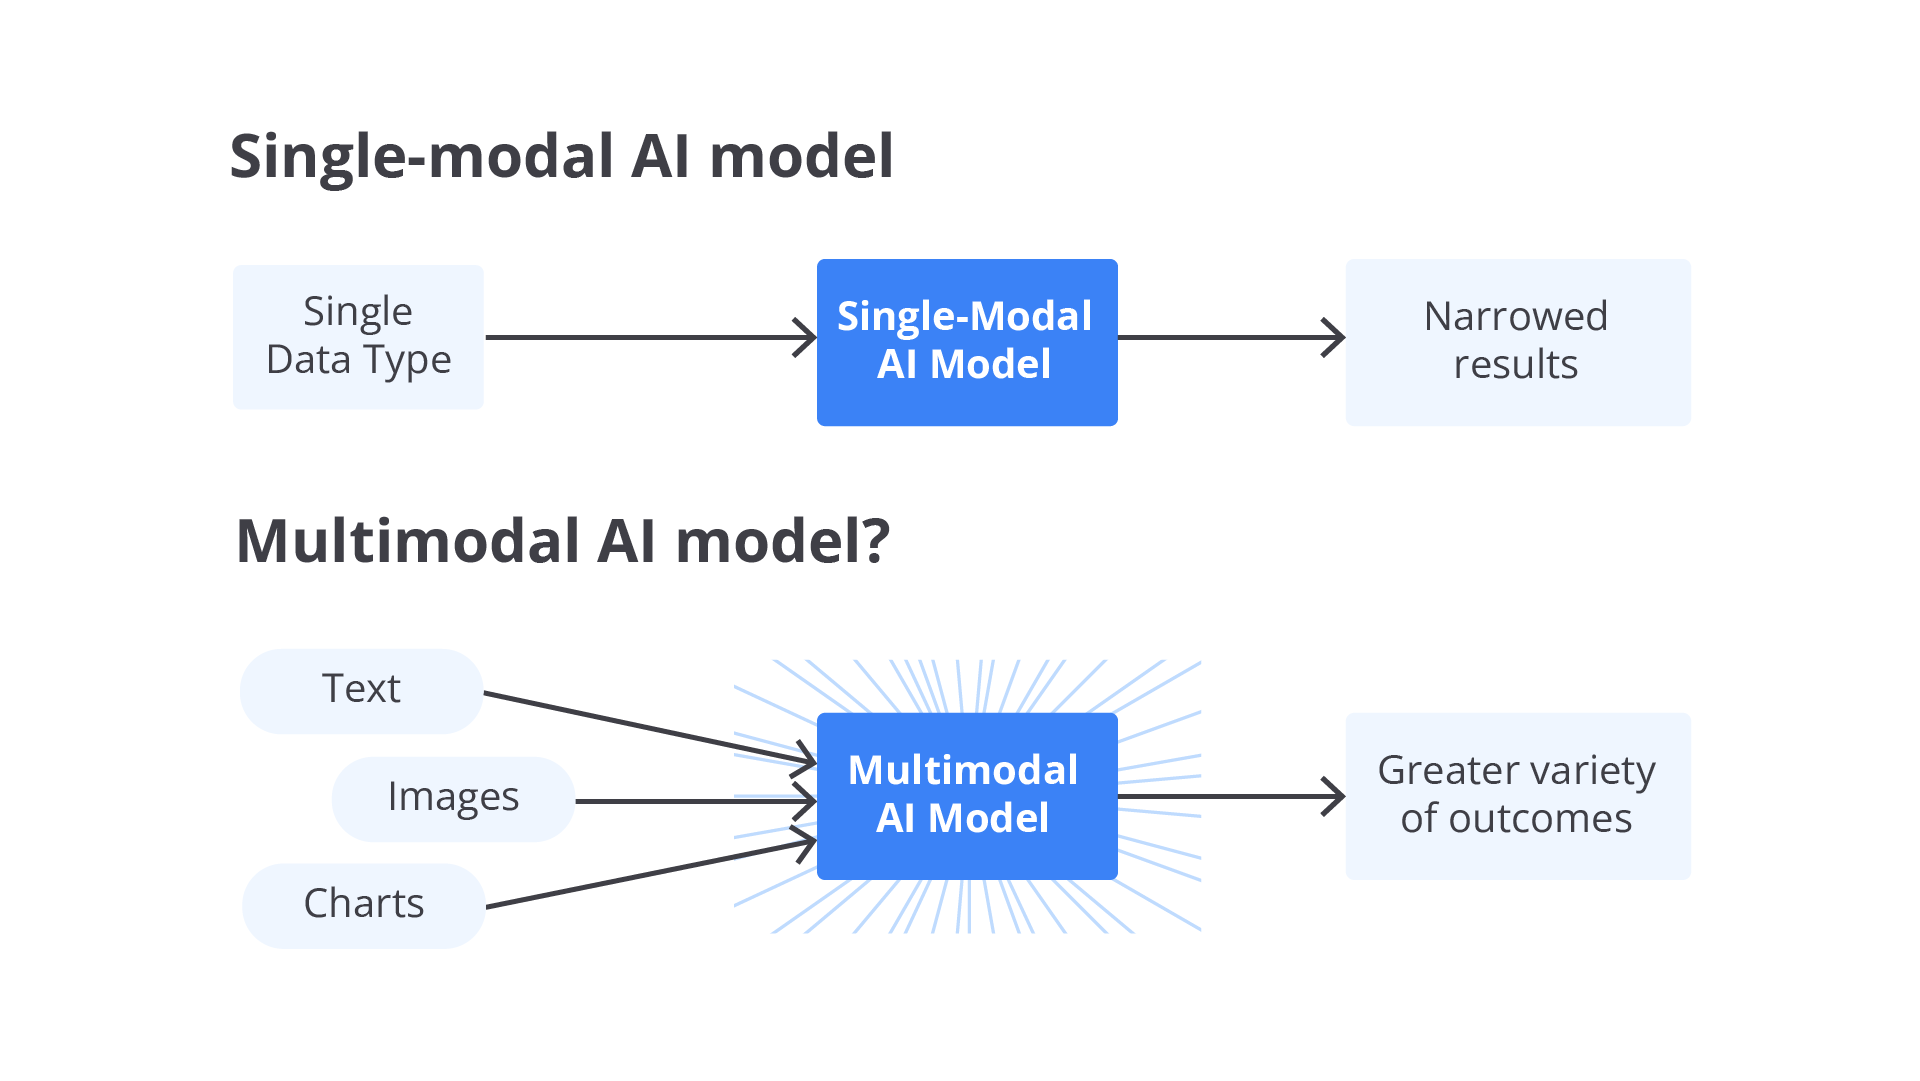 Single-modal AI model
Single
Data Type
Single-Modal
AI Model
Narrowed
results
Multimodal AI model?
Text
Images
Charts
Multimodal
AI Model
Greater variety
of outcomes